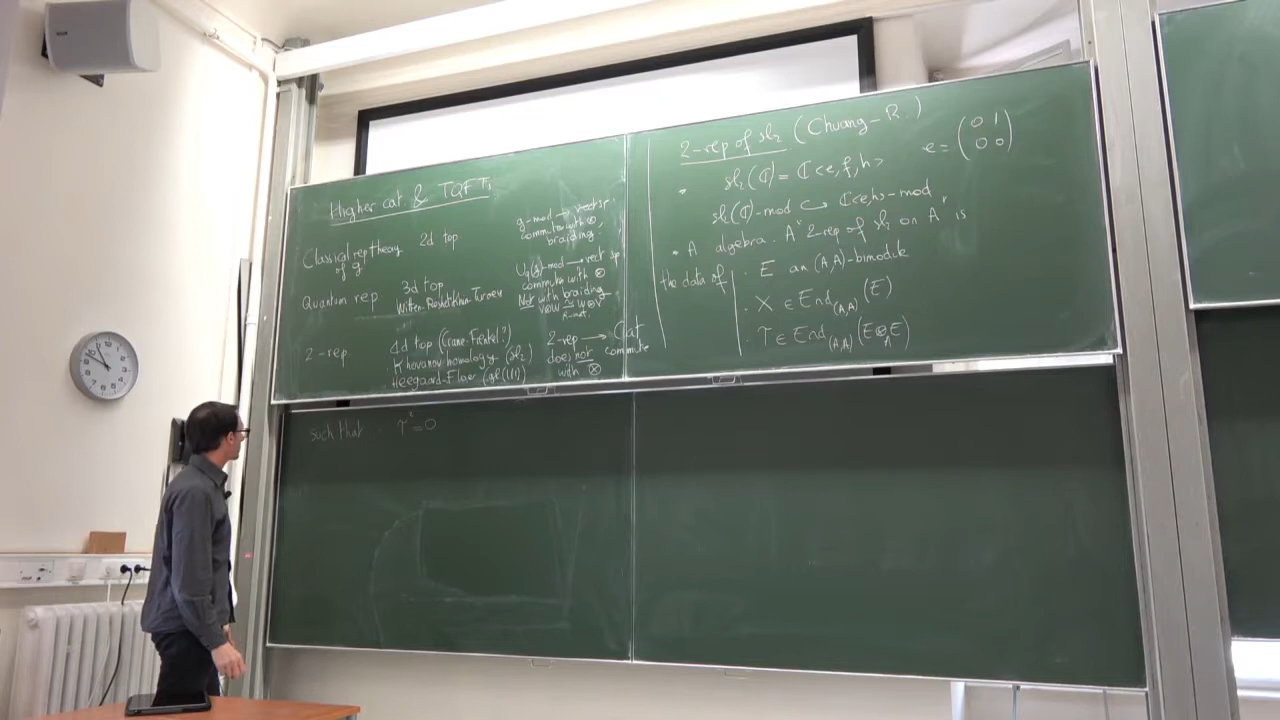 Higher cat & TQFTs
Classical rep theory of g 2d top
g-mod → vect sp
commute with ⊗,
braiding
Quantum rep 3d top
Witten-Reshetikhin-Turaev
U_q(g)-mod → vect sp
commute with ⊗
Not with braiding
V⊗W ≃ W⊗V
R-mat.
2-rep 4d top (Crane-Frenkel?)
Khovanov homology (sl₂)
Heegaard-Floer (gl(1|1))
2-rep → Cat
does not commute
with ⊗
2-rep of sl₂ (Chuang-R.)
• sl₂(ℂ) = ℂ<e,f,h> e = (0 1
0 0)
sl₂(ℂ)-mod ↪ ℂ<e,h>-mod
• A algebra. A "2-rep of sl₂ on A" is
the data of · E an (A,A)-bimodule
· X ∈ End_(A,A)(E)
· T ∈ End_(A,A)(E⊗_A E)
such that · T² = 0